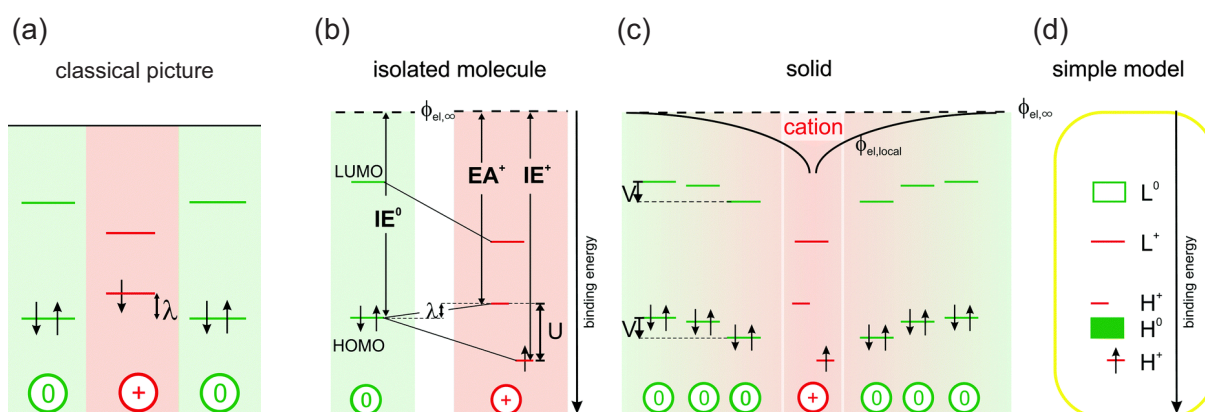 (a)
classical picture
λ
0
+
0
(b)
isolated molecule
ϕel,∞
LUMO
EA+
IE+
IE0
λ
U
HOMO
0
+
binding energy
(c)
solid
ϕel,∞
cation
ϕel,local
V
V
0
0
0
+
0
0
0
(d)
simple model
L0
L+
H+
H0
H+
binding energy